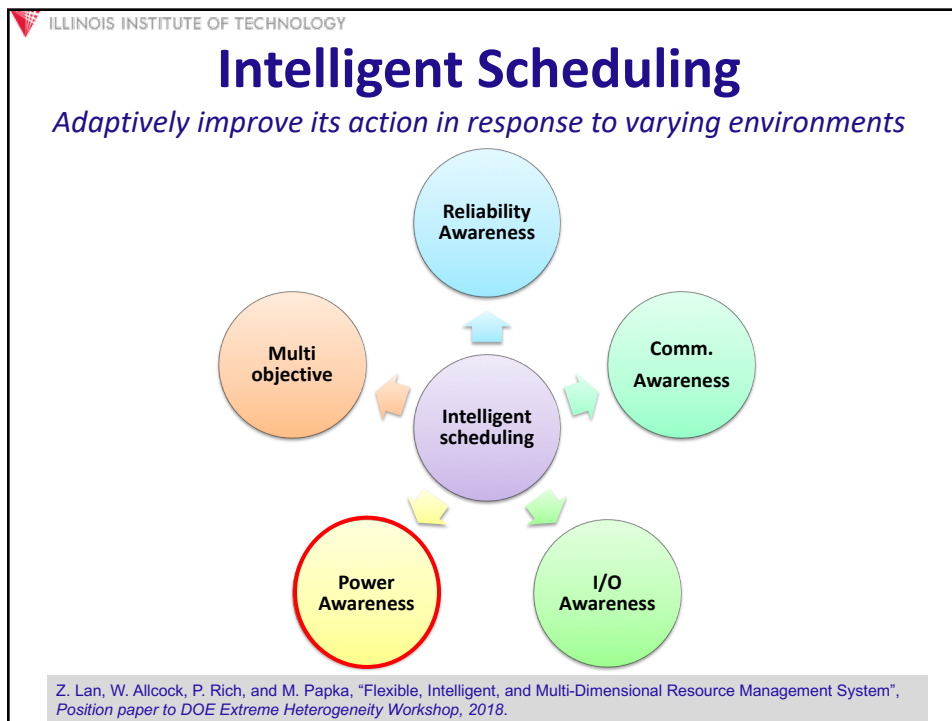 ILLINOIS INSTITUTE OF TECHNOLOGY
Intelligent Scheduling
Adaptively improve its action in response to varying environments
Reliability
Awareness
Multi
objective
Comm.
Awareness
Intelligent
scheduling
Power
Awareness
I/O
Awareness
Z. Lan, W. Allcock, P. Rich, and M. Papka, “Flexible, Intelligent, and Multi-Dimensional Resource Management System”,
Position paper to DOE Extreme Heterogeneity Workshop, 2018.